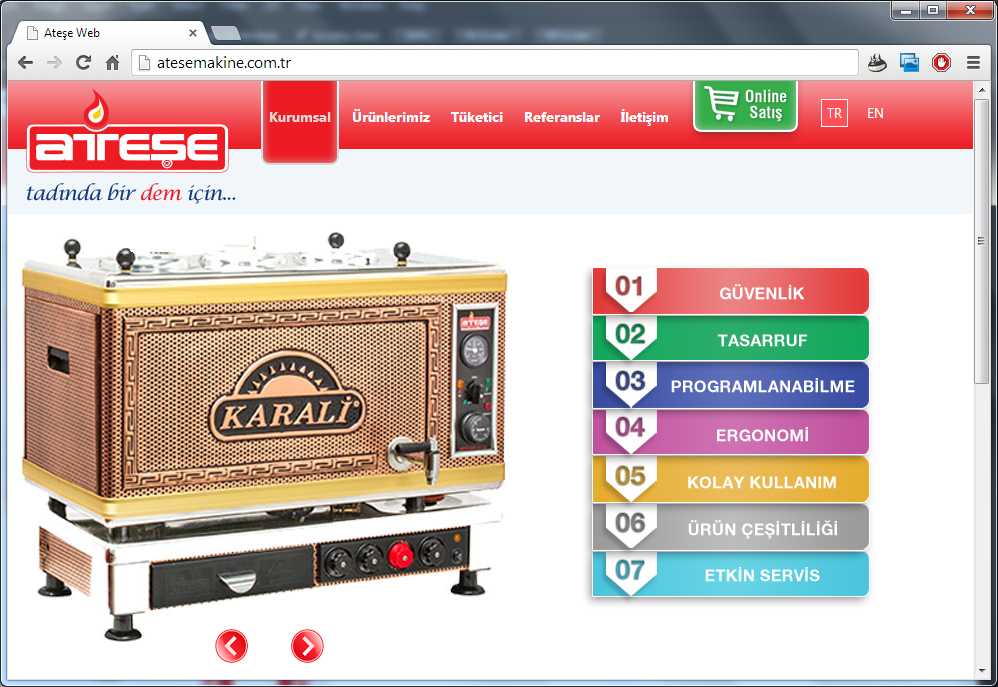 Ateşe Web
atesemakine.com.tr
Kurumsal
Ürünlerimiz
Tüketici
Referanslar
İletişim
Online
Satış
TR
EN
ATEŞE
tadında bir dem için...
ATEŞE
KARALİ
01 GÜVENLİK
02 TASARRUF
03 PROGRAMLANABİLME
04 ERGONOMİ
05 KOLAY KULLANIM
06 ÜRÜN ÇEŞİTLİLİĞİ
07 ETKİN SERVİS